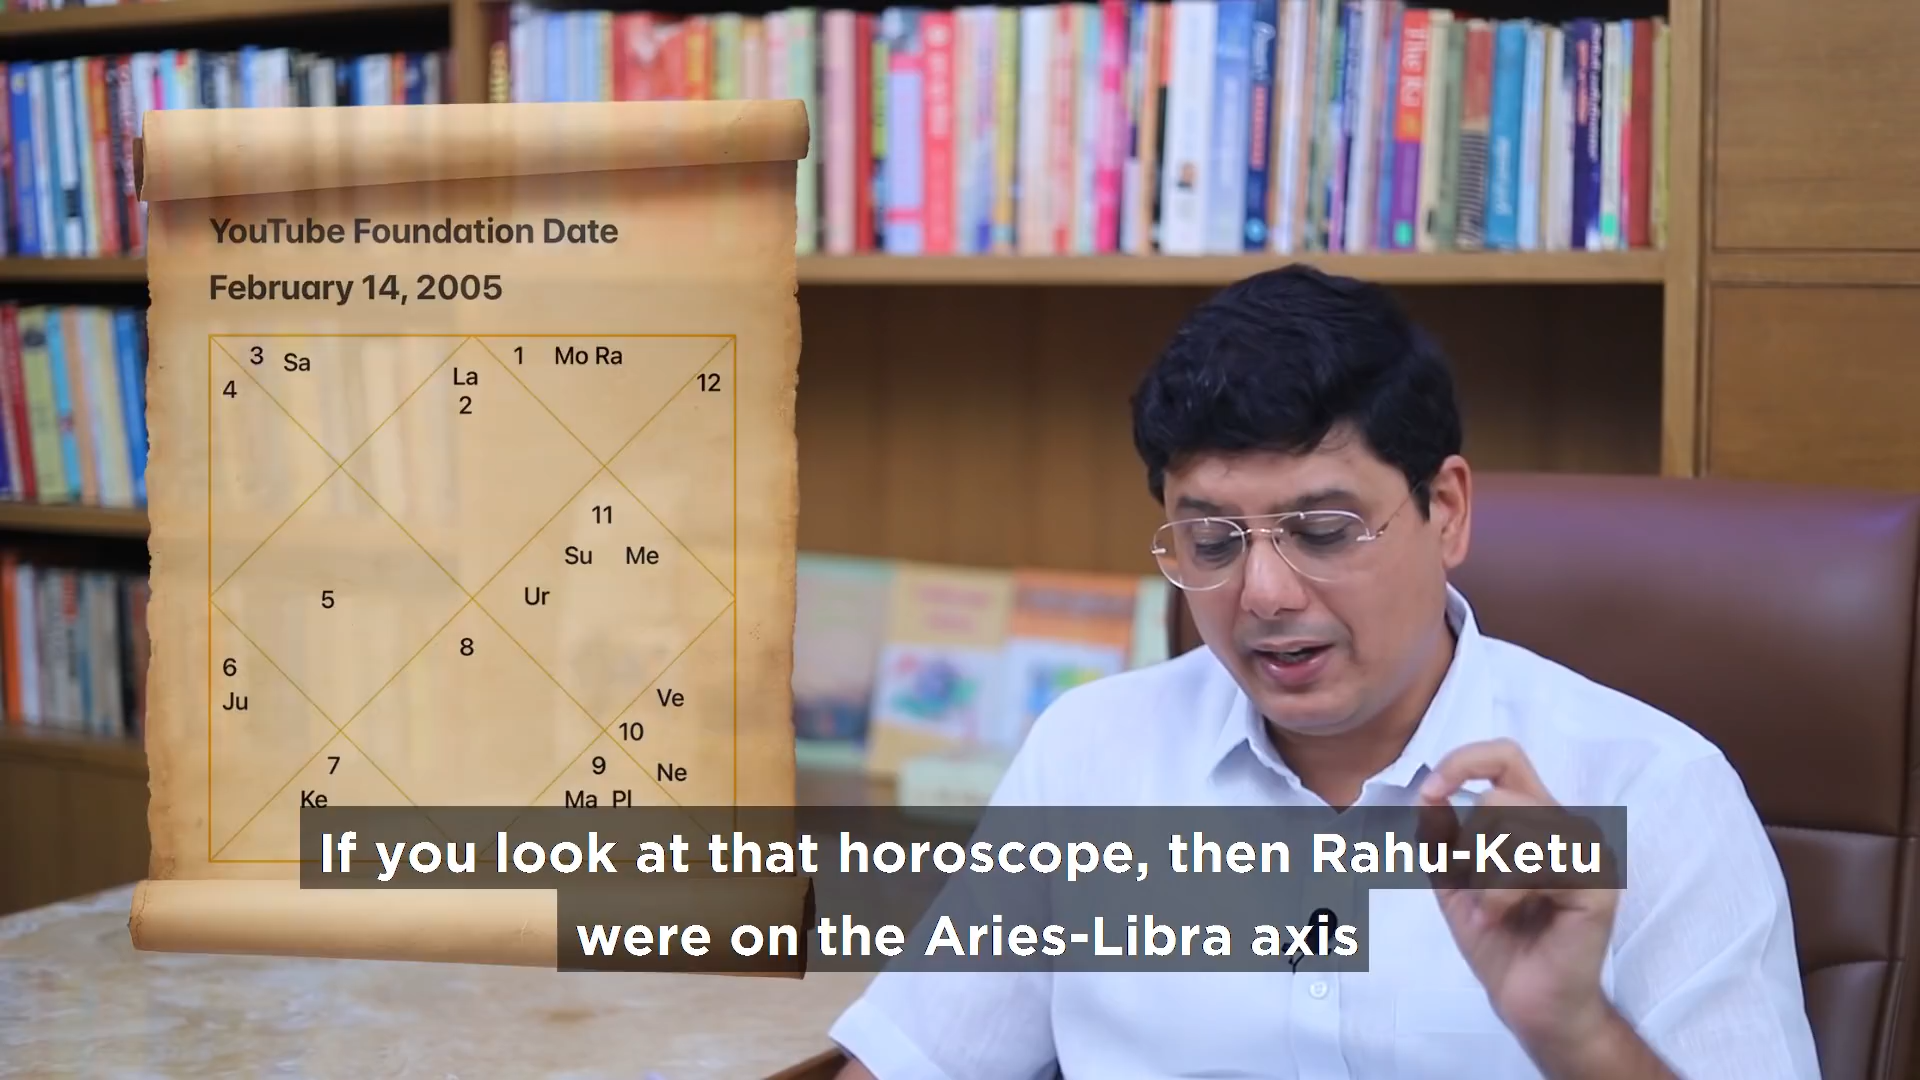 YouTube Foundation Date
February 14, 2005
3 Sa
La
1 Mo Ra
4
2
12
11
Su Me
5
Ur
8
6
Ju
Ve
10
7
9
Ne
Ke
Ma Pl
If you look at that horoscope, then Rahu-Ketu
were on the Aries-Libra axis